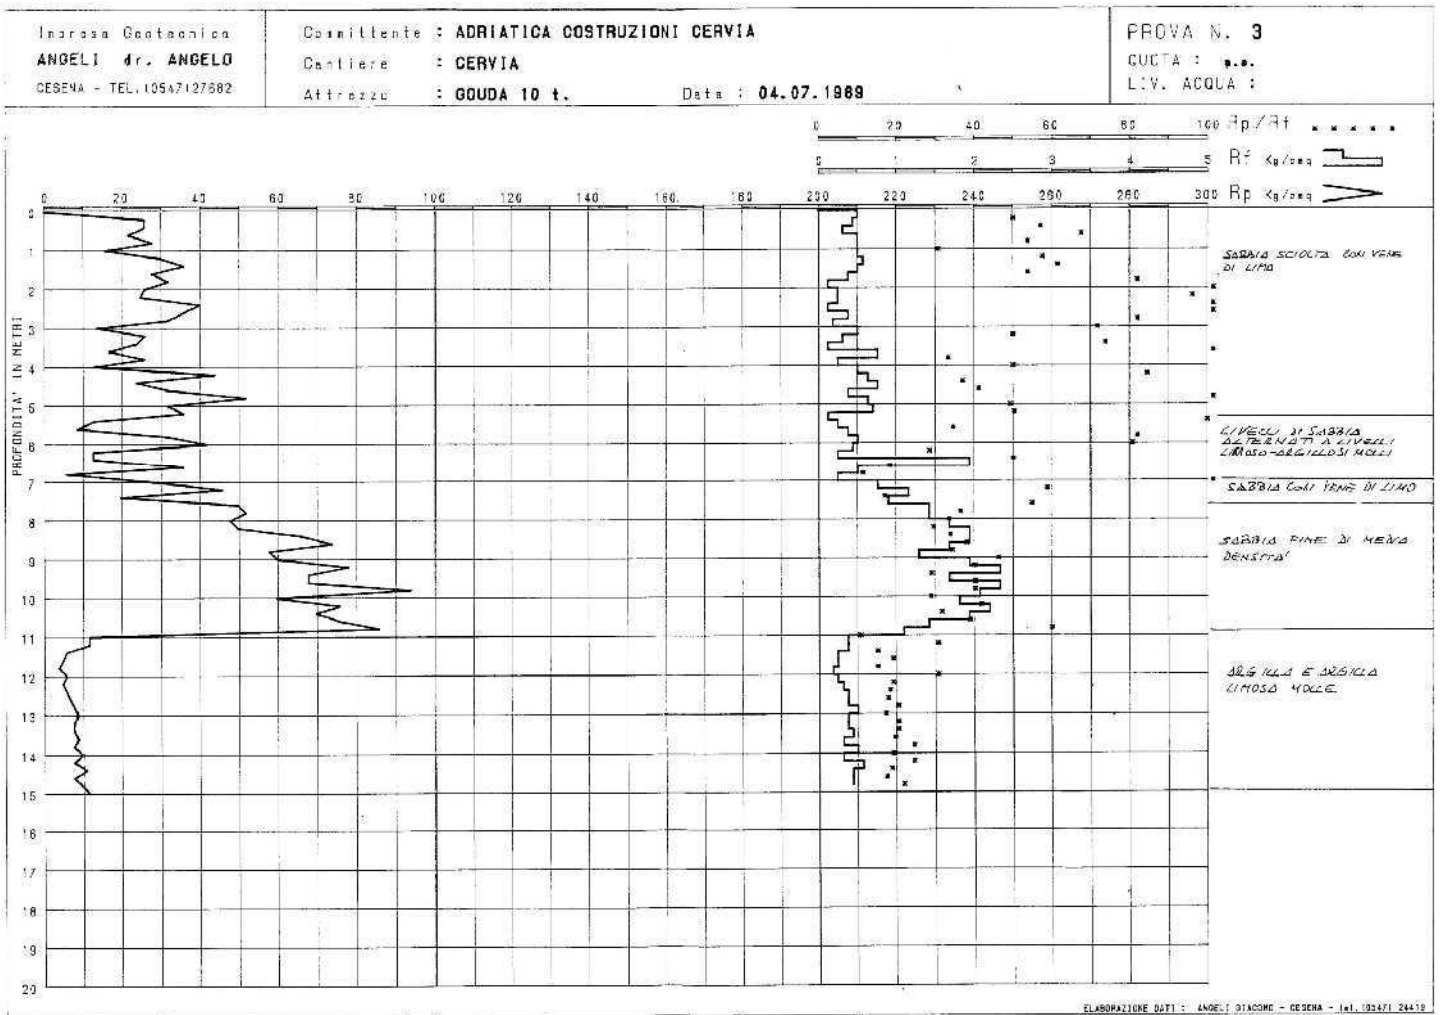 Impresa Geotecnica
ANGELI dr. ANGELO
CESENA - TEL. (0547) 27682
Committente : ADRIATICA COSTRUZIONI CERVIA
Cantiere : CERVIA
Attrezzo : GOUDA 10 t. Data : 04.07.1989
PROVA N. 3
QUOTA :
LIV. ACQUA :
0 20 40 60 80 100 Rp/Rf
0 1 2 3 4 5 Rf Kg/cmq
0 20 40 60 80 100 120 140 160 180 200 220 240 260 280 300 Rp Kg/cmq
PROFONDITA' IN METRI
0
1
2
3
4
5
6
7
8
9
10
11
12
13
14
15
16
17
18
19
20
SABBIA SCIOLTA CON VENE
DI LIMO
LIVELLI DI SABBIA
ALTERNATI A LIVELLI
LIMOSO-ARGILLOSI MOLLI
SABBIA CON VENE DI LIMO
SABBIA FINE DI MEDIA
DENSITA'
ARGILLA E ARGILLA
LIMOSA MOLLE
ELABORAZIONE DATI : ANGELI GIACOMO - CESENA - Tel. (0547) 24419